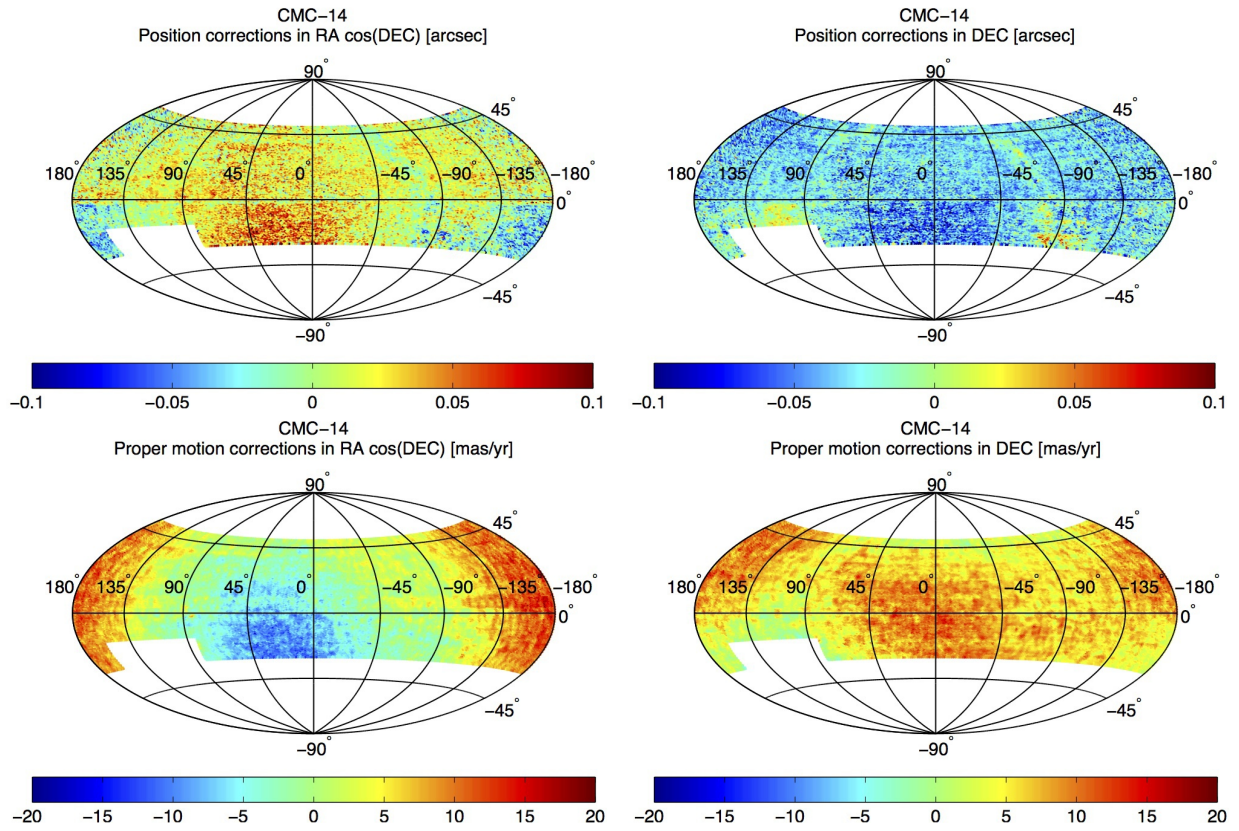 CMC−14
Position corrections in RA cos(DEC) [arcsec]
90°
45°
180° 135° 90° 45° 0° −45° −90° −135° −180°
0°
−45°
−90°
−0.1 −0.05 0 0.05 0.1
CMC−14
Position corrections in DEC [arcsec]
90°
45°
180° 135° 90° 45° 0° −45° −90° −135° −180°
0°
−45°
−90°
−0.1 −0.05 0 0.05 0.1
CMC−14
Proper motion corrections in RA cos(DEC) [mas/yr]
90°
45°
180° 135° 90° 45° 0° −45° −90° −135° −180°
0°
−45°
−90°
−20 −15 −10 −5 0 5 10 15 20
CMC−14
Proper motion corrections in DEC [mas/yr]
90°
45°
180° 135° 90° 45° 0° −45° −90° −135° −180°
0°
−45°
−90°
−20 −15 −10 −5 0 5 10 15 20